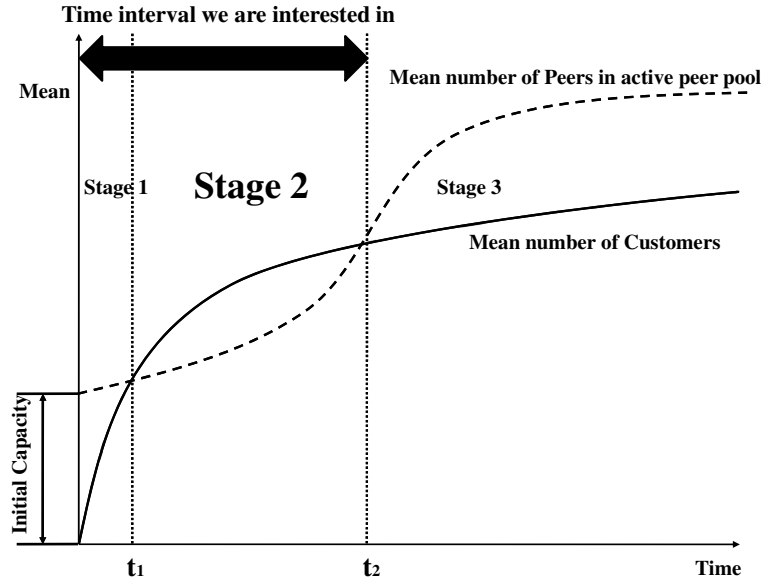 Time interval we are interested in
Mean number of Peers in active peer pool
Mean
Stage 1
Stage 2
Stage 3
Mean number of Customers
Initial Capacity
t1
t2
Time